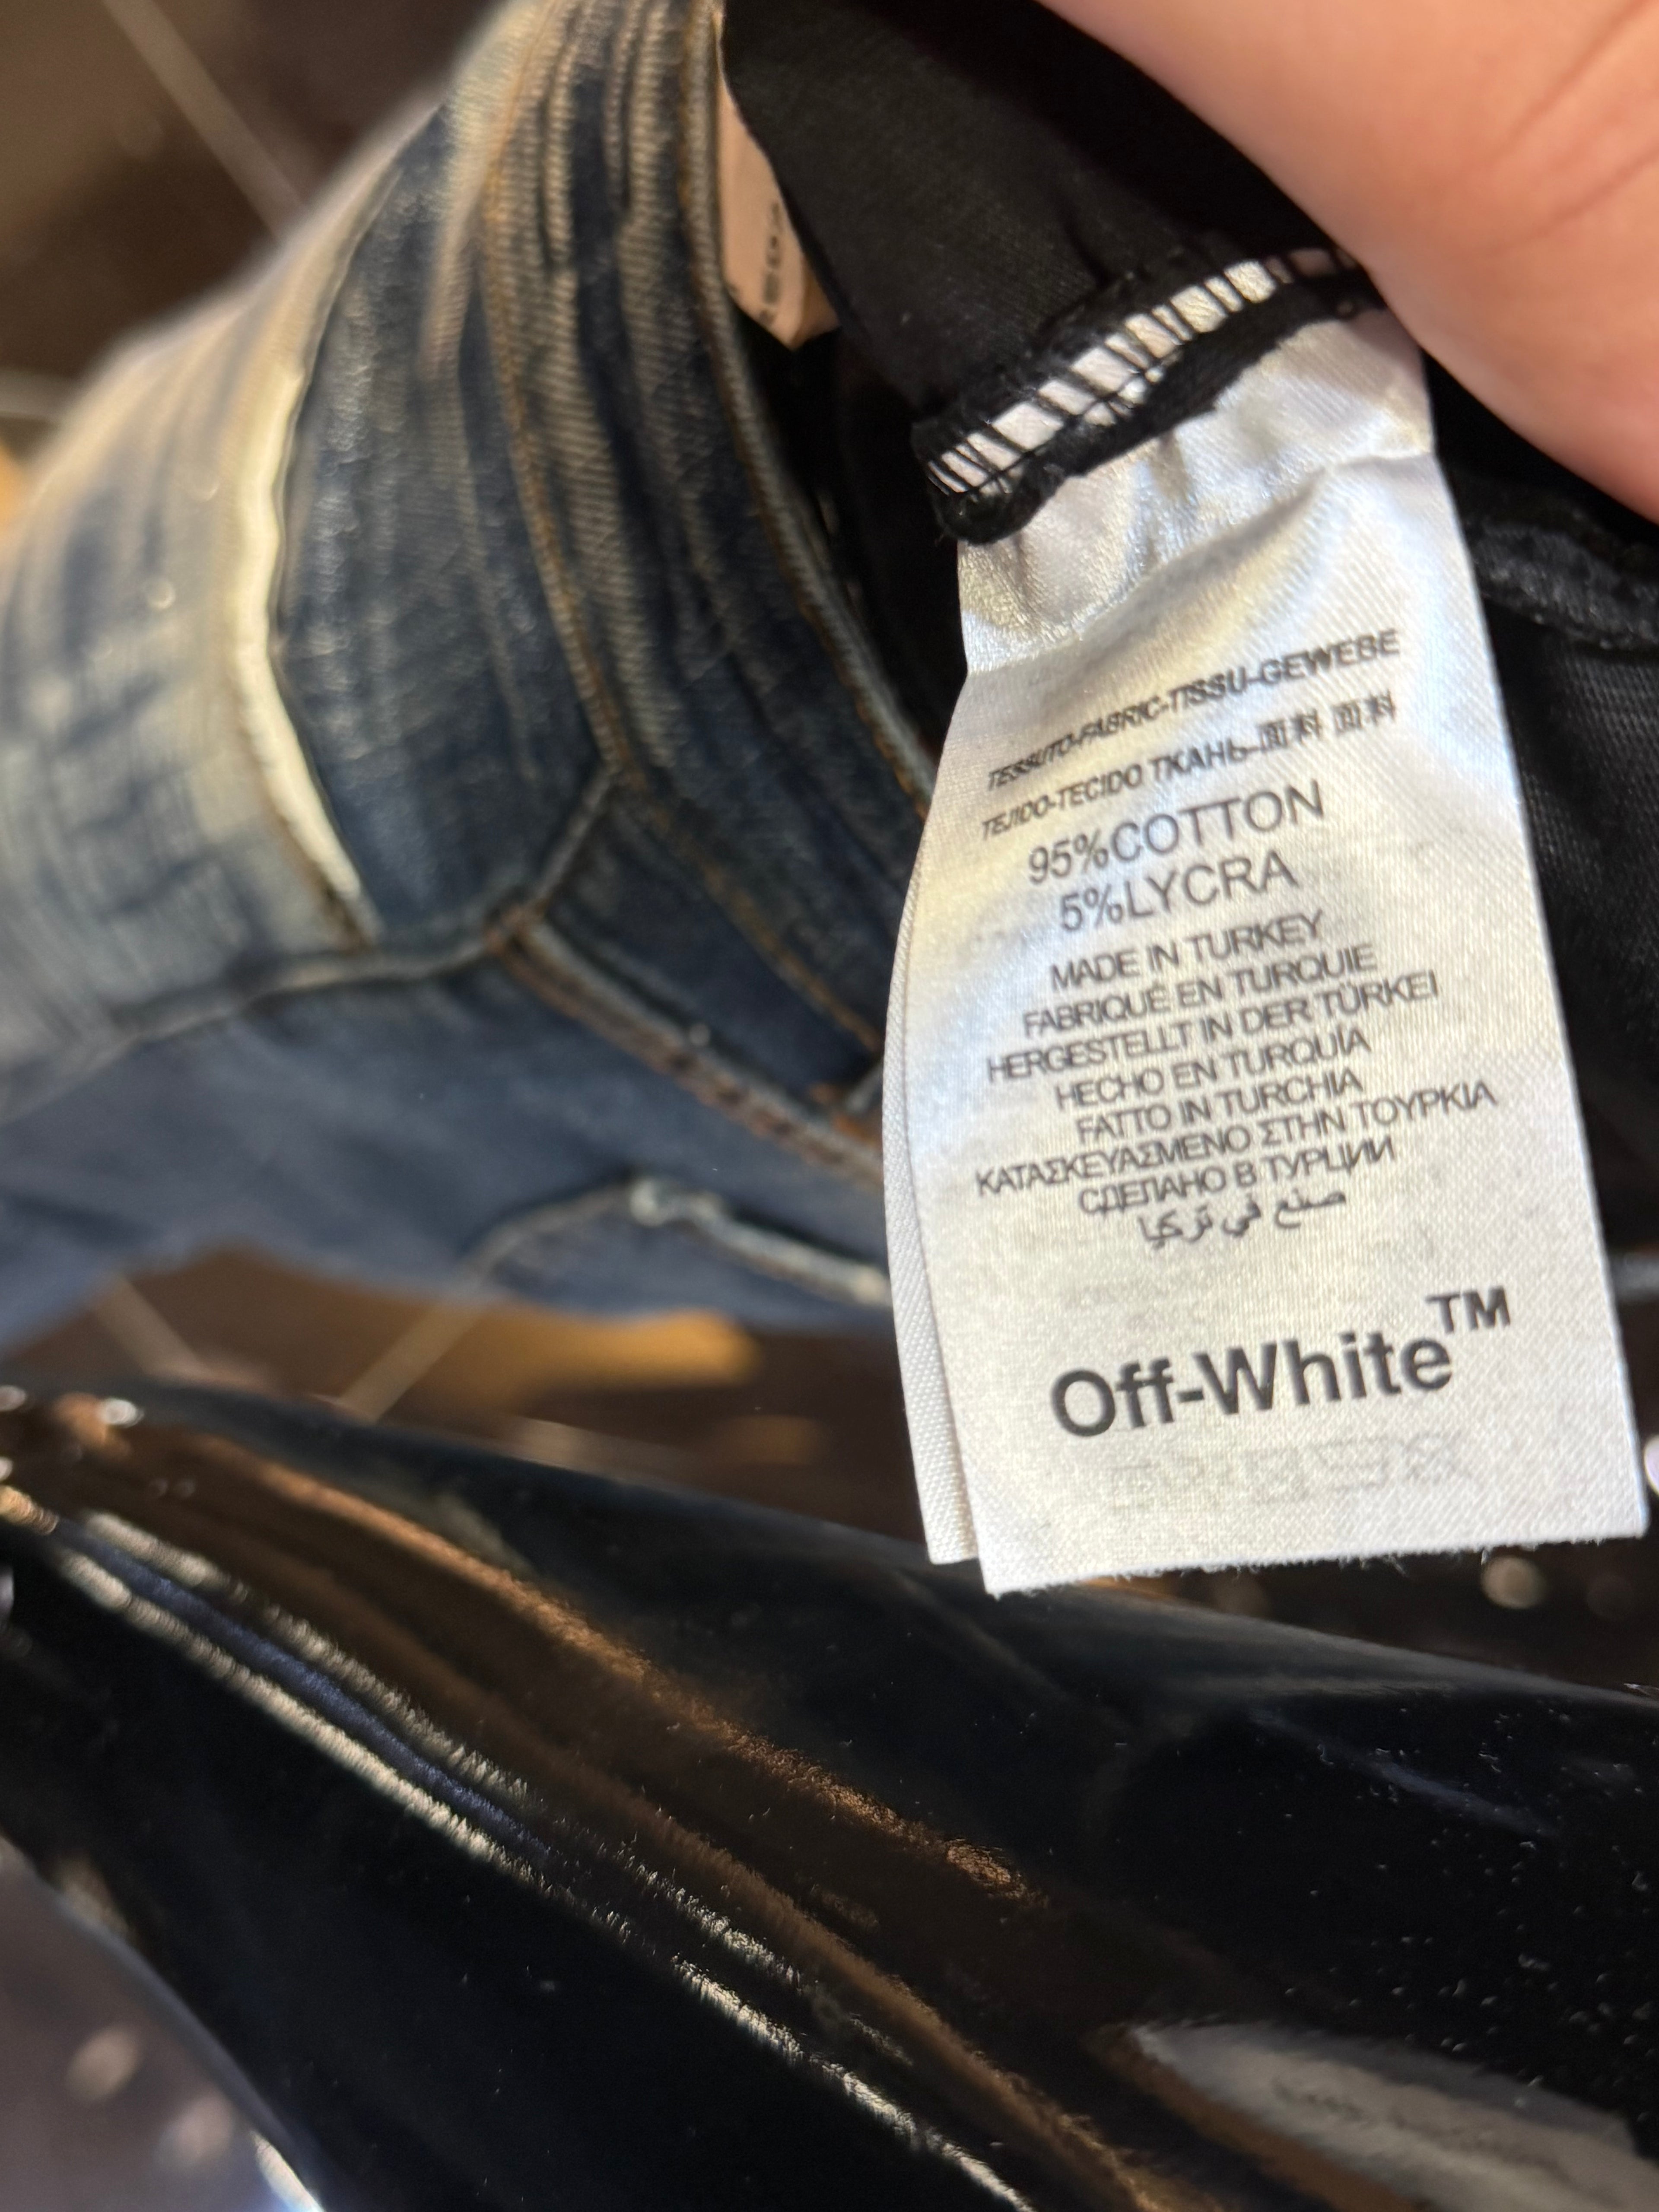 TESSUTO-FABRIC-TISSU-GEWEBE
TEJIDO-TECIDO ТКАНЬ-面料 面料
95%COTTON
5%LYCRA
MADE IN TURKEY
FABRIQUÉ EN TURQUIE
HERGESTELLT IN DER TÜRKEI
HECHO EN TURQUÍA
FATTO IN TURCHIA
ΚΑΤΑΣΚΕΥΑΣΜΕΝΟ ΣΤΗΝ ΤΟΥΡΚΙΑ
СДЕЛАНО В ТУРЦИИ
صنع في تركيا
Off-White™